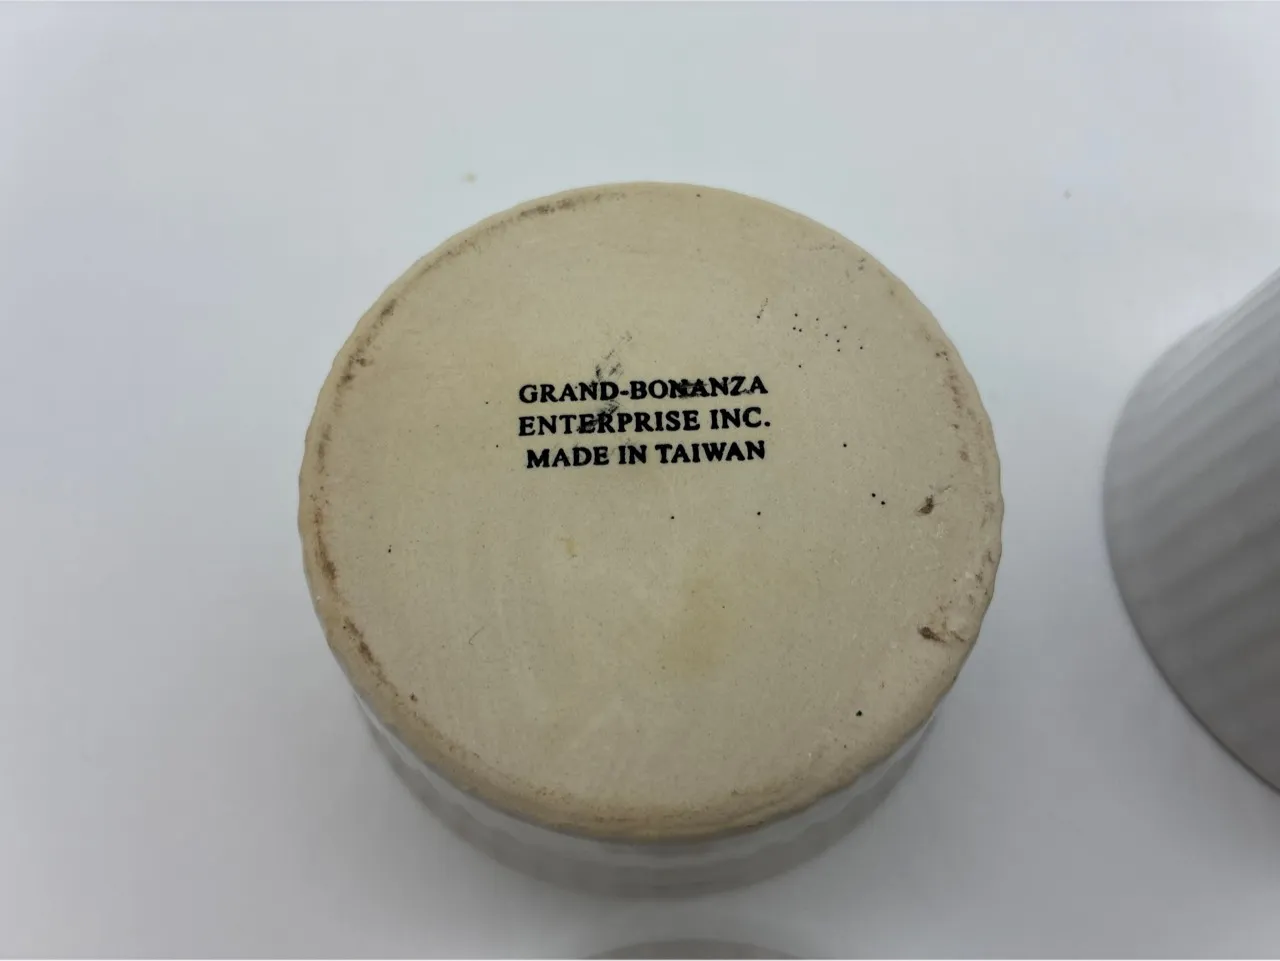 GRAND-BONANZA
ENTERPRISE INC.
MADE IN TAIWAN